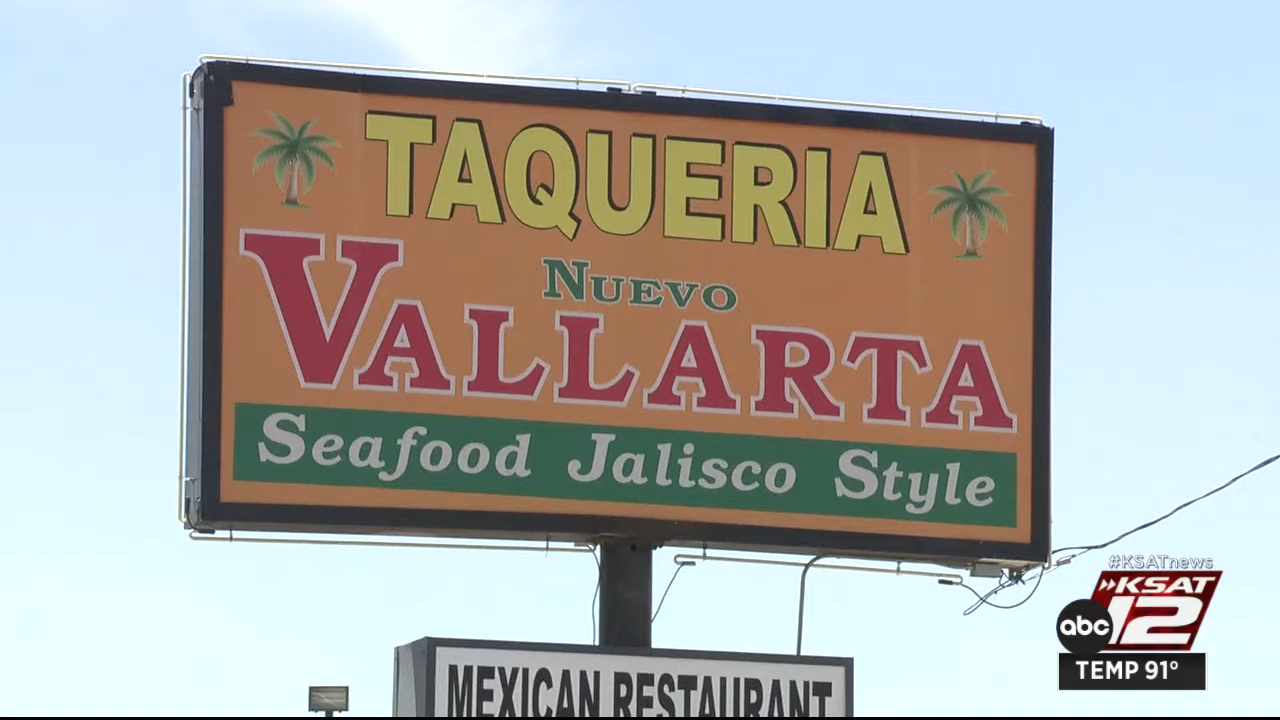 TAQUERIA
NUEVO
VALLARTA
Seafood Jalisco Style
MEXICAN RESTAURANT
#KSATnews
KSAT
abc 12
TEMP 91°